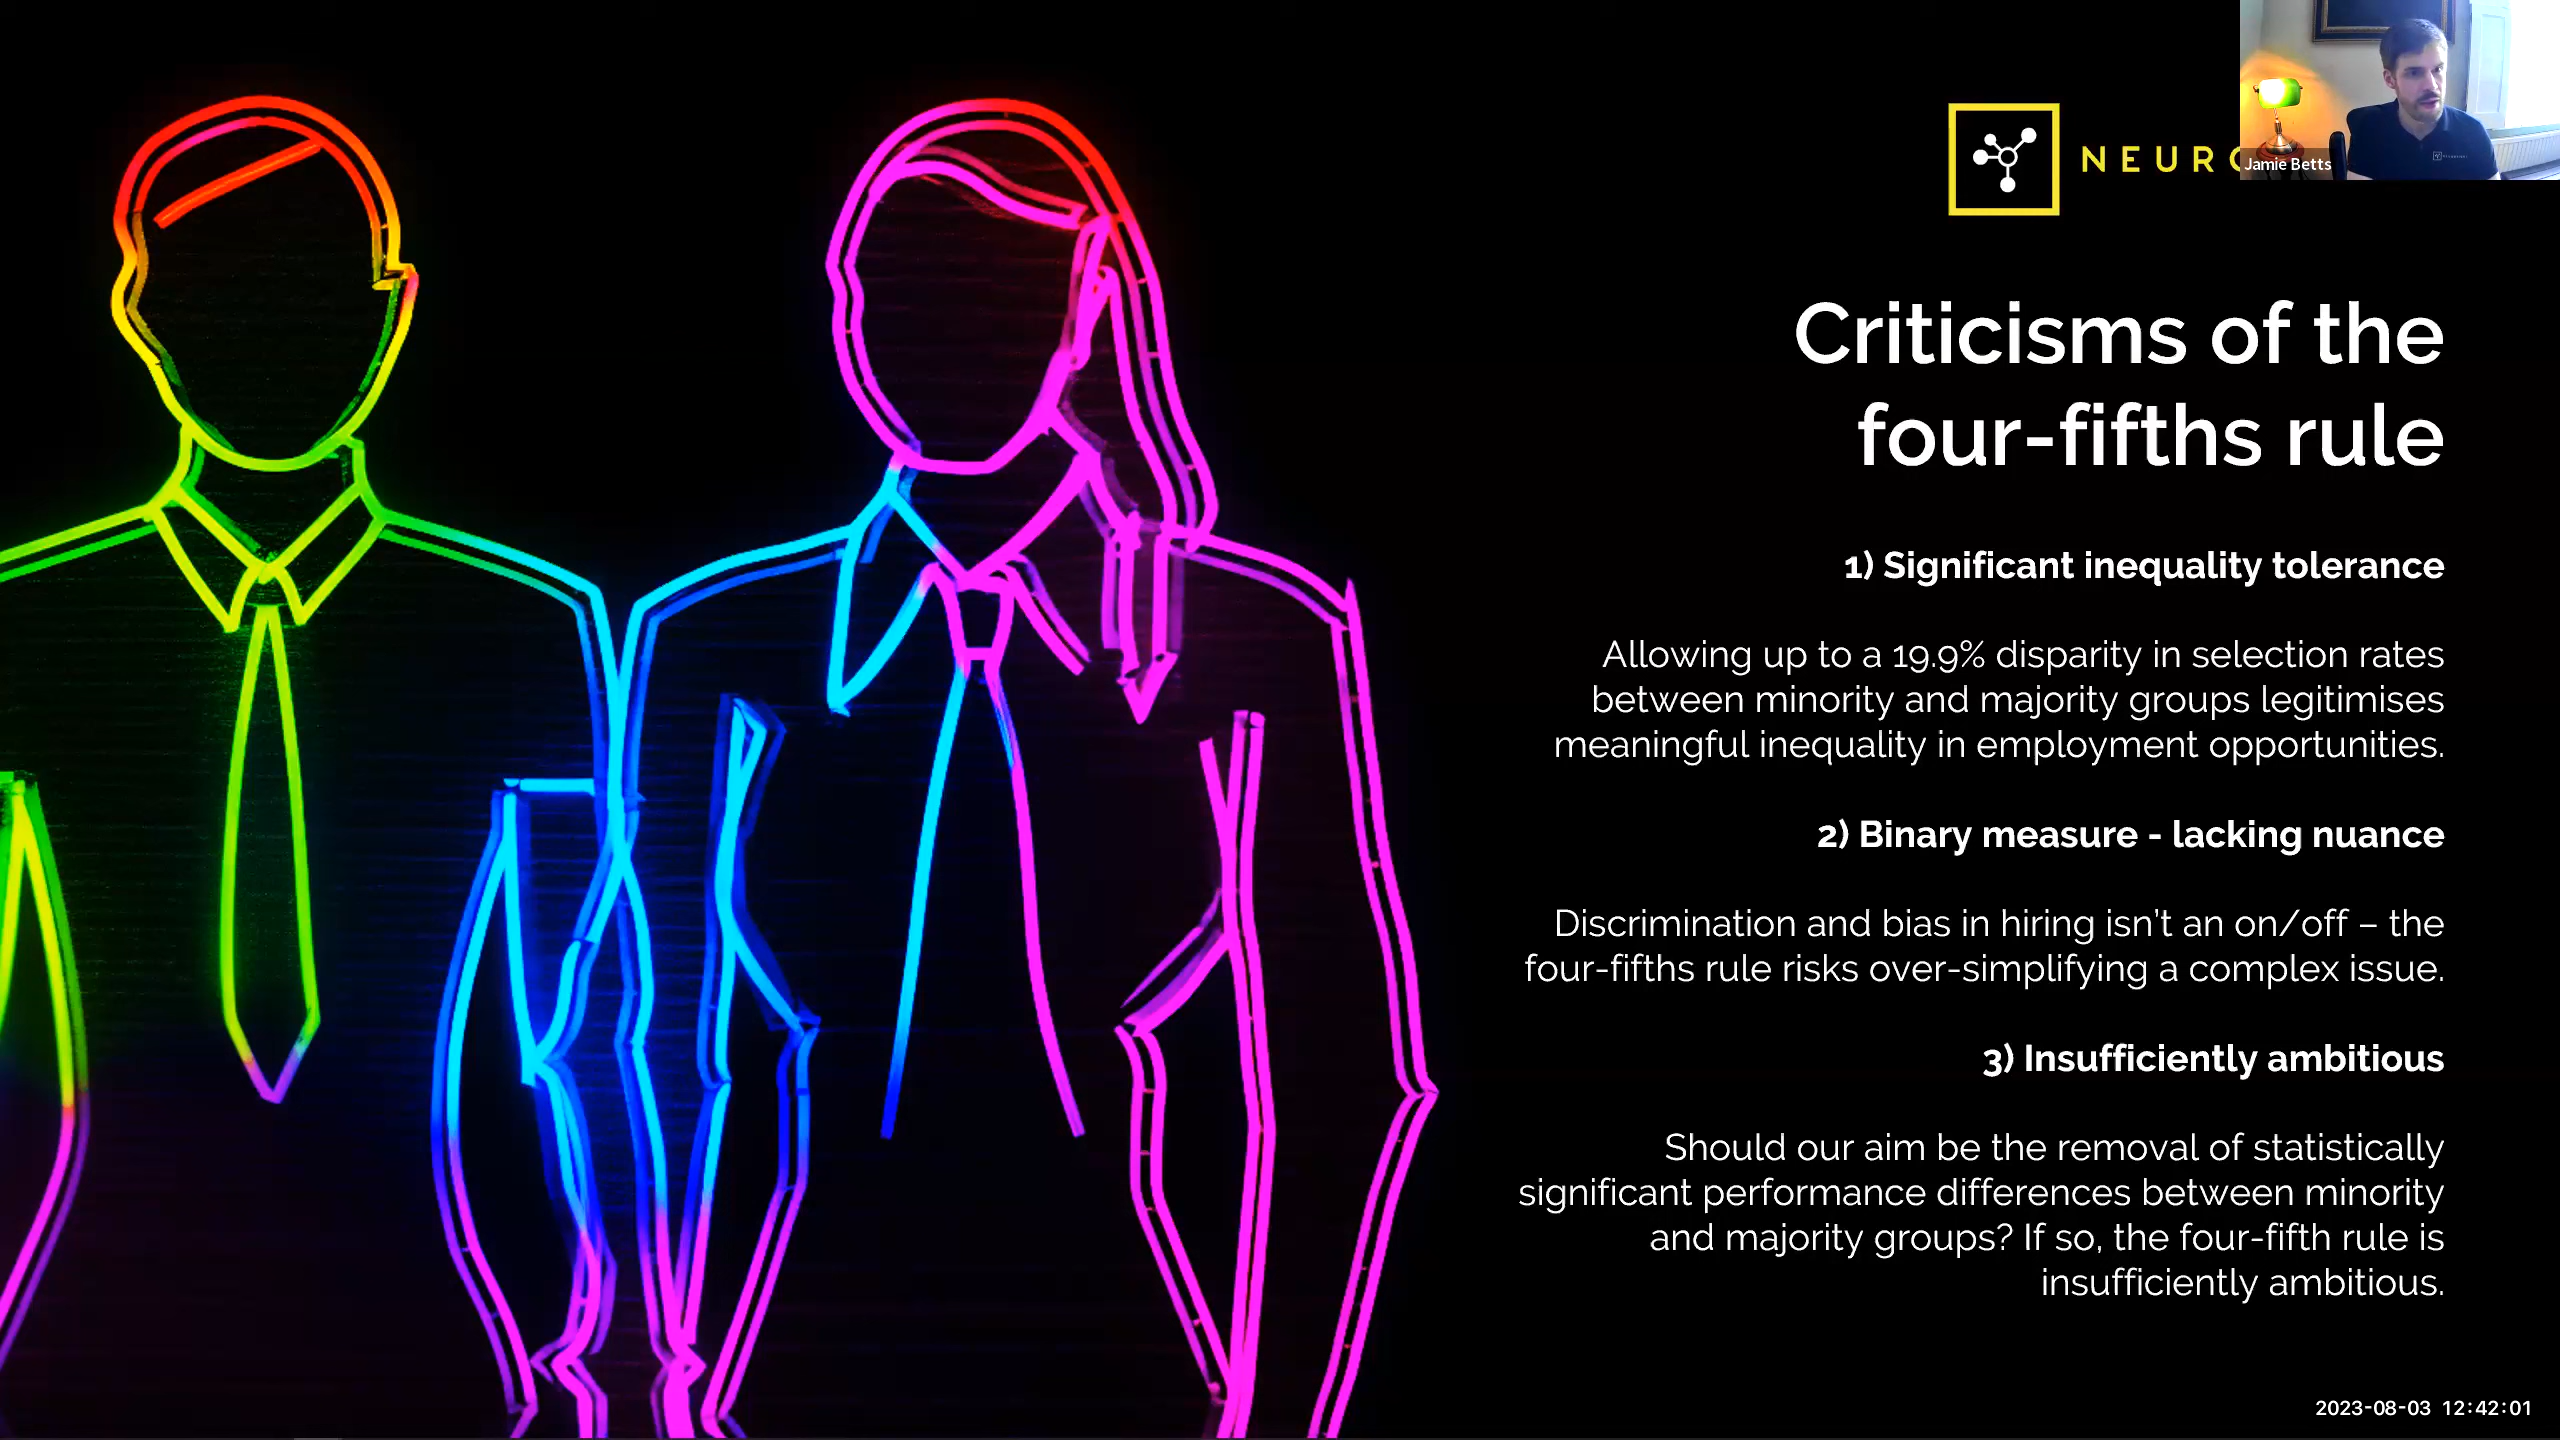 NEURO
Jamie Betts
Criticisms of the
four-fifths rule
1) Significant inequality tolerance
Allowing up to a 19.9% disparity in selection rates
between minority and majority groups legitimises
meaningful inequality in employment opportunities.
2) Binary measure - lacking nuance
Discrimination and bias in hiring isn't an on/off – the
four-fifths rule risks over-simplifying a complex issue.
3) Insufficiently ambitious
Should our aim be the removal of statistically
significant performance differences between minority
and majority groups? If so, the four-fifth rule is
insufficiently ambitious.
2023-08-03 12:42:01